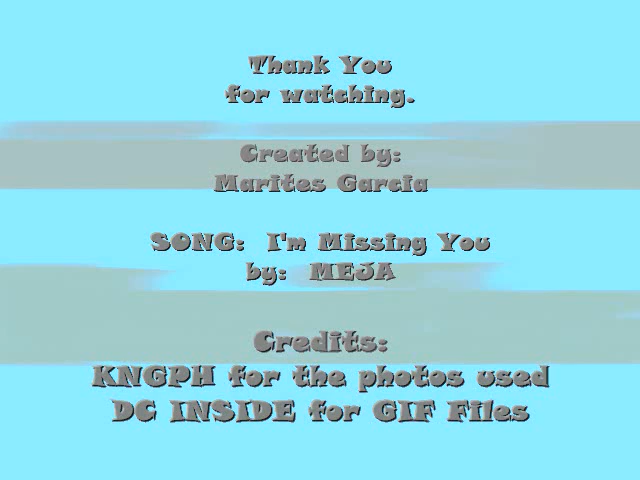 Thank You
for watching.
Created by:
Marites Garcia
SONG: I'm Missing You
by: MEJA
Credits:
KNGPH for the photos used
DC INSIDE for GIF Files